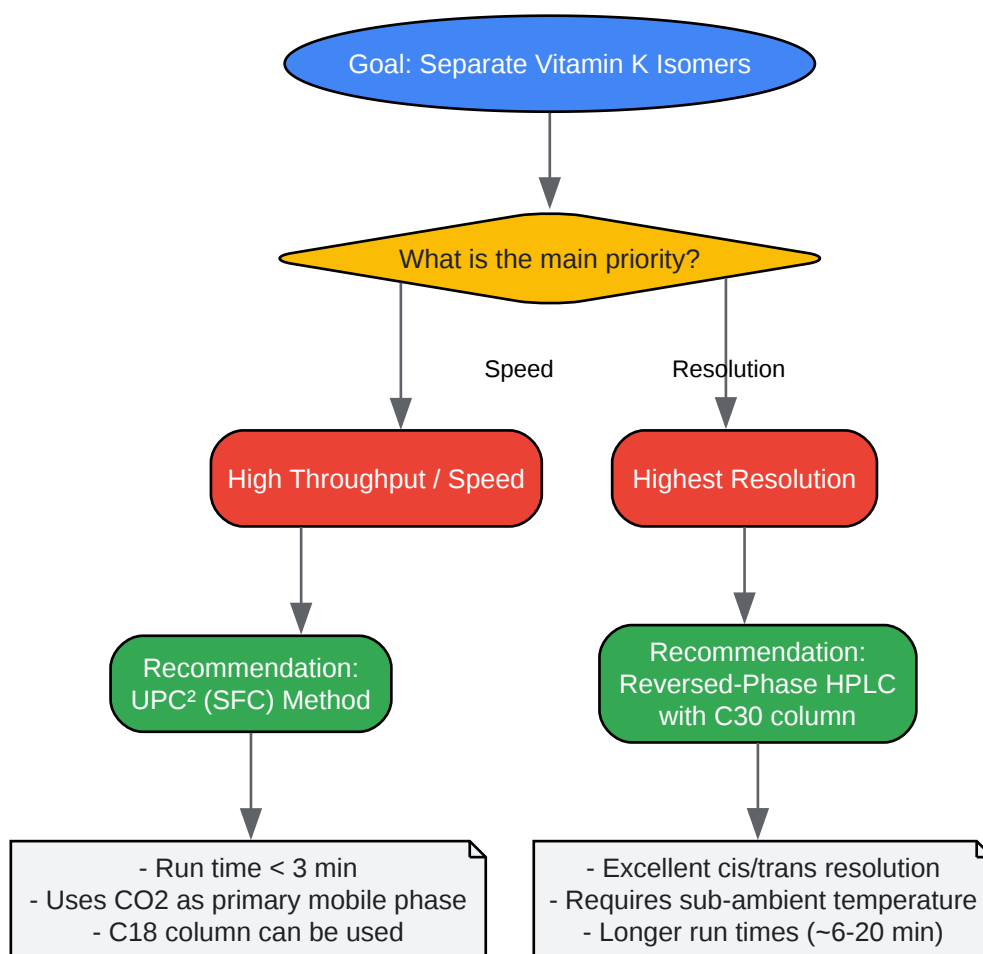 Goal: Separate Vitamin K Isomers
What is the main priority?
Speed
Resolution
High Throughput / Speed
Highest Resolution
Recommendation:
UPC² (SFC) Method
Recommendation:
Reversed-Phase HPLC
with C30 column
- Run time < 3 min
- Uses CO2 as primary mobile phase
- C18 column can be used
- Excellent cis/trans resolution
- Requires sub-ambient temperature
- Longer run times (~6-20 min)